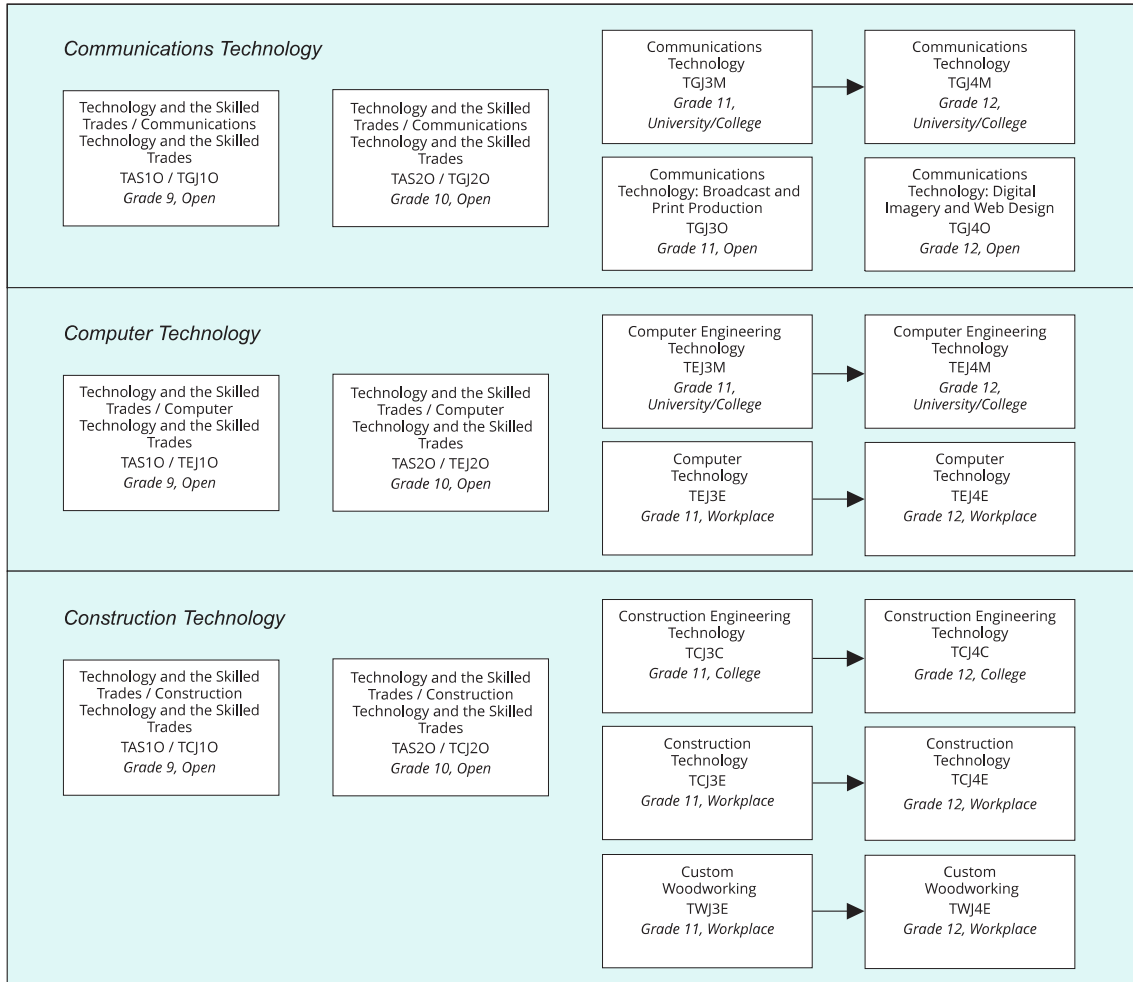 Communications Technology
Technology and the Skilled
Trades / Communications
Technology and the Skilled
Trades
TAS1O / TGJ1O
Grade 9, Open
Technology and the Skilled
Trades / Communications
Technology and the Skilled
Trades
TAS2O / TGJ2O
Grade 10, Open
Communications
Technology
TGJ3M
Grade 11,
University/College
Communications
Technology
TGJ4M
Grade 12,
University/College
Communications
Technology: Broadcast and
Print Production
TGJ3O
Grade 11, Open
Communications
Technology: Digital
Imagery and Web Design
TGJ4O
Grade 12, Open
Computer Technology
Technology and the Skilled
Trades / Computer
Technology and the Skilled
Trades
TAS1O / TEJ1O
Grade 9, Open
Technology and the Skilled
Trades / Computer
Technology and the Skilled
Trades
TAS2O / TEJ2O
Grade 10, Open
Computer Engineering
Technology
TEJ3M
Grade 11,
University/College
Computer Engineering
Technology
TEJ4M
Grade 12,
University/College
Computer
Technology
TEJ3E
Grade 11, Workplace
Computer
Technology
TEJ4E
Grade 12, Workplace
Construction Technology
Technology and the Skilled
Trades / Construction
Technology and the Skilled
Trades
TAS1O / TCJ1O
Grade 9, Open
Technology and the Skilled
Trades / Construction
Technology and the Skilled
Trades
TAS2O / TCJ2O
Grade 10, Open
Construction Engineering
Technology
TCJ3C
Grade 11, College
Construction Engineering
Technology
TCJ4C
Grade 12, College
Construction
Technology
TCJ3E
Grade 11, Workplace
Construction
Technology
TCJ4E
Grade 12, Workplace
Custom
Woodworking
TWJ3E
Grade 11, Workplace
Custom
Woodworking
TWJ4E
Grade 12, Workplace